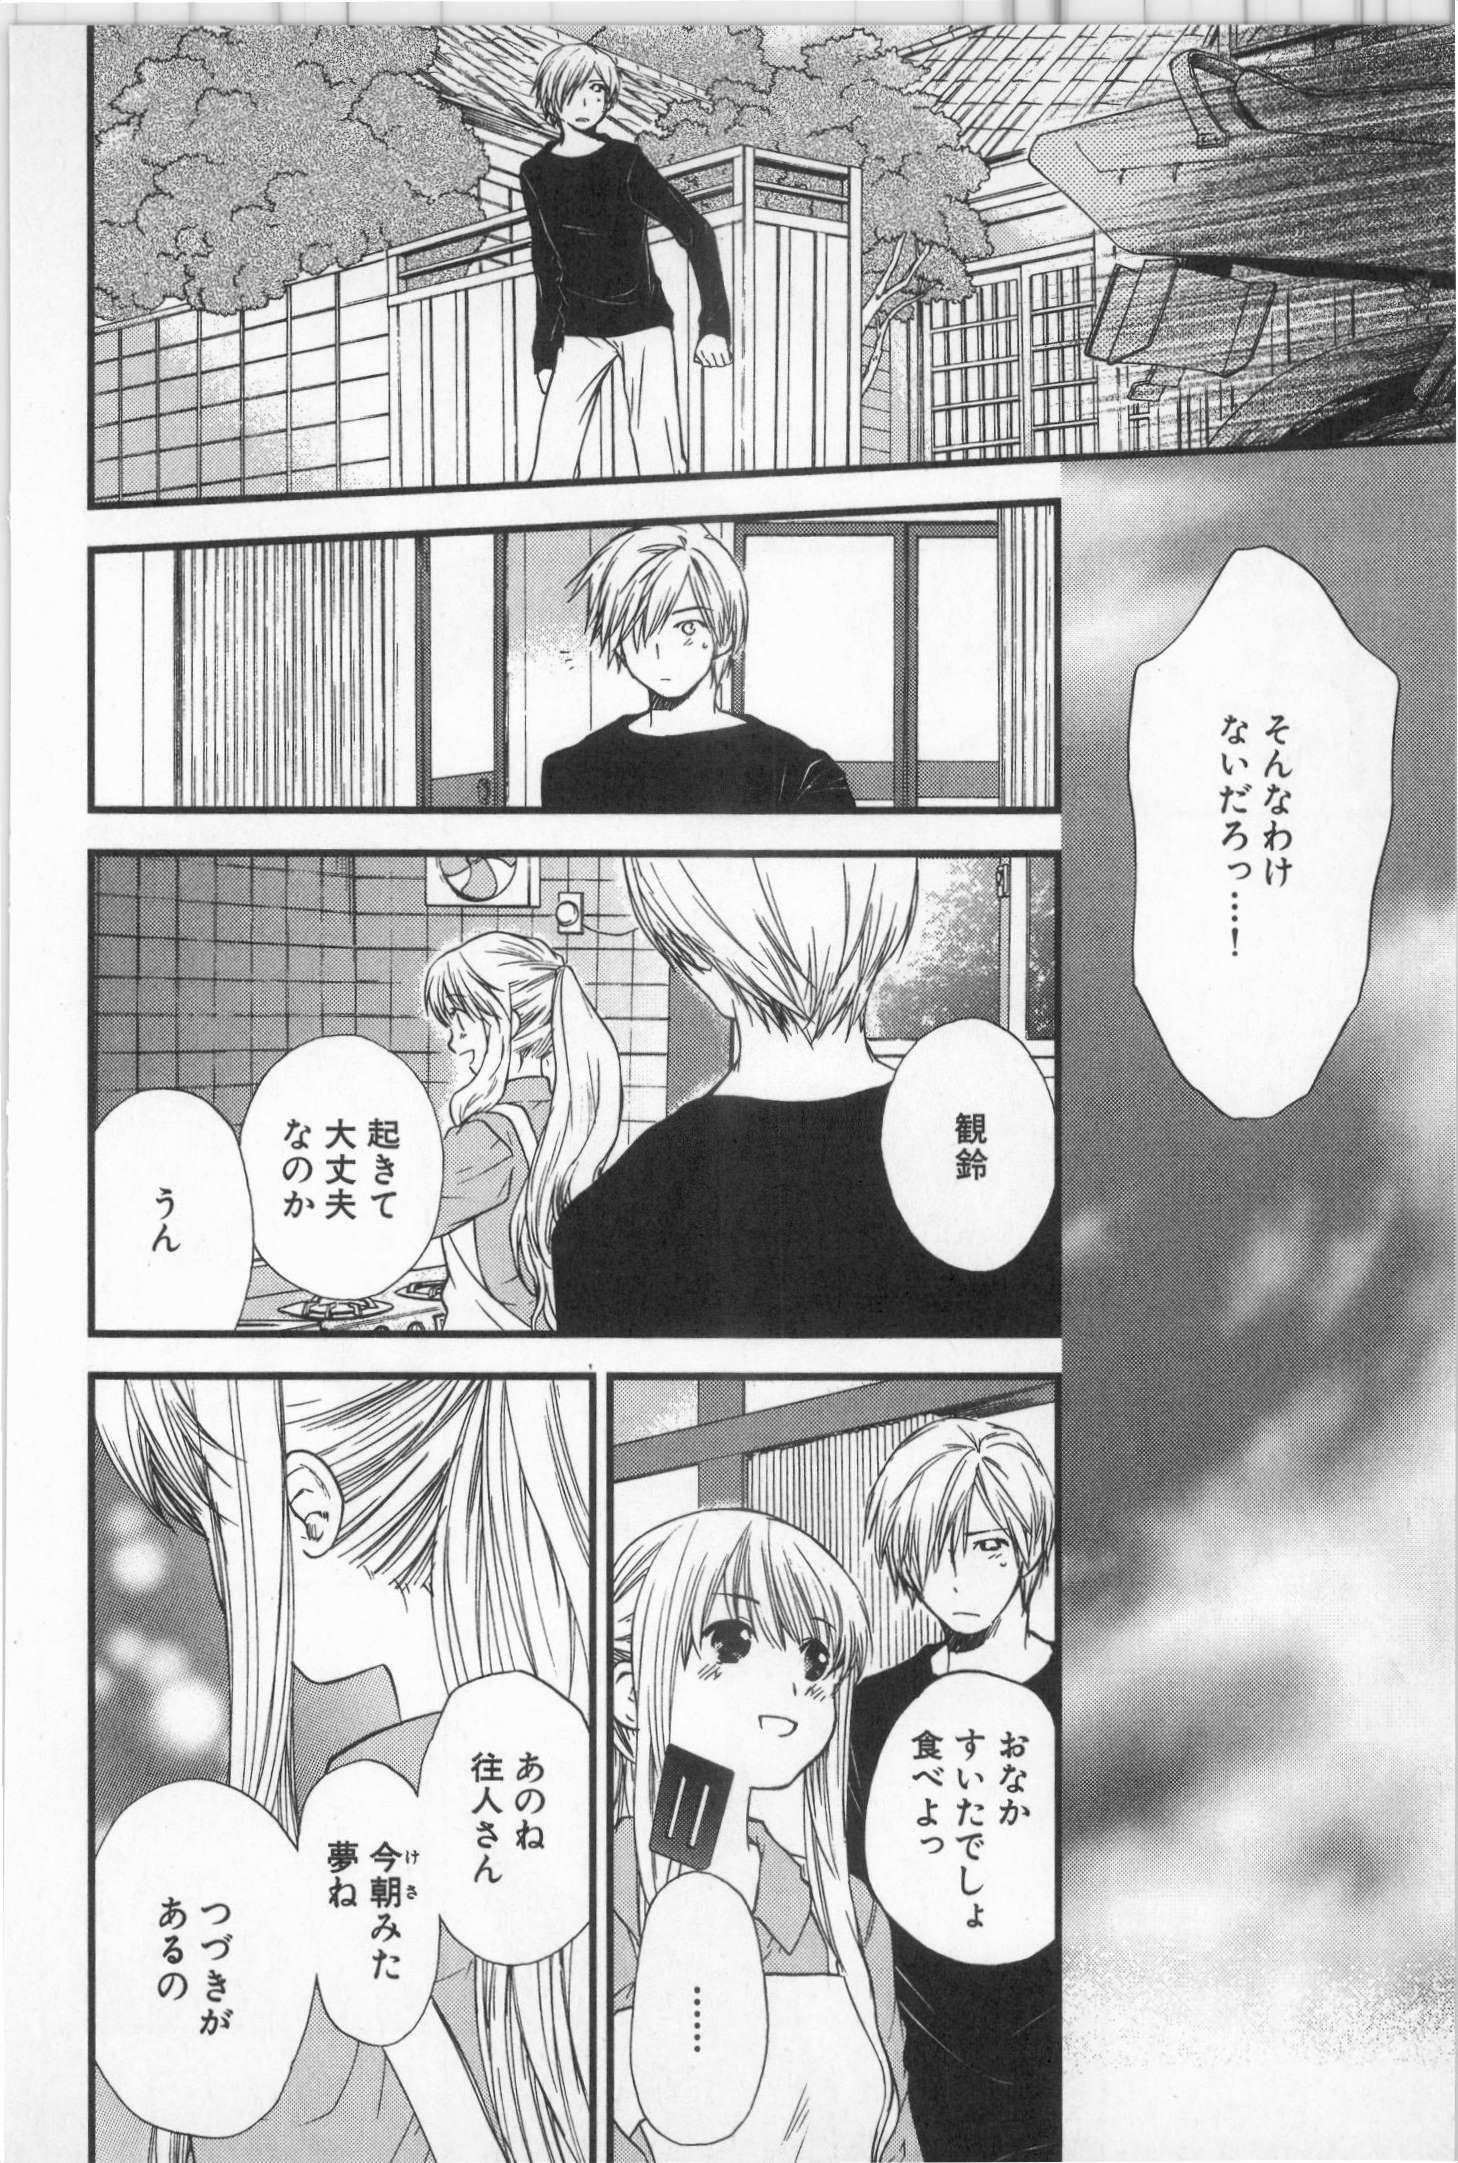 そんなわけ
ないだろっ……!
観鈴
起きて
大丈夫
なのか
うん
おなか
すいたでしょ
食べよっ
……
あのね
往人さん
今朝みた
けさ
夢ね
つづきが
あるの